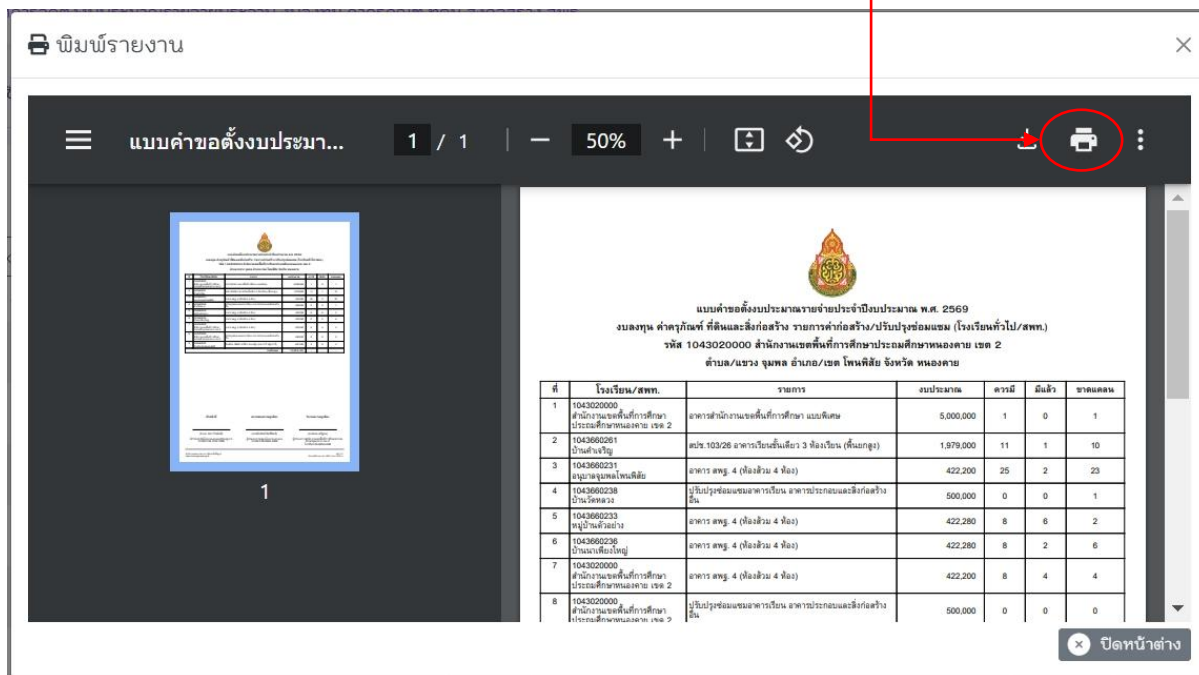 พิมพ์รายงาน
แบบคำขอตั้งงบประมา... 1 / 1 50%
แบบคำขอตั้งงบประมาณรายจ่ายประจำปีงบประมาณ พ.ศ. 2569
งบลงทุน ค่าครุภัณฑ์ ที่ดินและสิ่งก่อสร้าง รายการค่าก่อสร้าง/ปรับปรุงซ่อมแซม (โรงเรียนทั่วไป/สพท.)
รหัส 1043020000 สำนักงานเขตพื้นที่การศึกษาประถมศึกษาหนองคาย เขต 2
ตำบล/แขวง จุมพล อำเภอ/เขต โพนพิสัย จังหวัด หนองคาย
ที่ โรงเรียน/สพท. รายการ งบประมาณ ควรมี มีแล้ว ขาดแคลน
1 1043020000
สำนักงานเขตพื้นที่การศึกษา อาคารสำนักงานเขตพื้นที่การศึกษา แบบพิเศษ 5,000,000 1 0 1
ประถมศึกษาหนองคาย เขต 2
2 1043660261 สปช.103/26 อาคารเรียนชั้นเดียว 3 ห้องเรียน (พื้นยกสูง) 1,979,000 11 1 10
บ้านคำเจริญ
3 1043660231 อาคาร สพฐ. 4 (ห้องส้วม 4 ห้อง) 422,200 25 2 23
อนุบาลจุมพลโพนพิสัย
4 1043660238 ปรับปรุงซ่อมแซมอาคารเรียน อาคารประกอบและสิ่งก่อสร้าง 500,000 0 0 1
บ้านวัดหลวง อื่น
5 1043660233 อาคาร สพฐ. 4 (ห้องส้วม 4 ห้อง) 422,280 8 6 2
หมู่บ้านตัวอย่าง
6 1043660236 อาคาร สพฐ. 4 (ห้องส้วม 4 ห้อง) 422,280 8 2 6
บ้านนาเพียงใหญ่
7 1043020000
สำนักงานเขตพื้นที่การศึกษา อาคาร สพฐ. 4 (ห้องส้วม 4 ห้อง) 422,200 8 4 4
ประถมศึกษาหนองคาย เขต 2
8 1043020000
สำนักงานเขตพื้นที่การศึกษา ปรับปรุงซ่อมแซมอาคารเรียน อาคารประกอบและสิ่งก่อสร้าง 500,000 0 0 0
ประถมศึกษาหนองคาย เขต 2 อื่น
1
ปิดหน้าต่าง